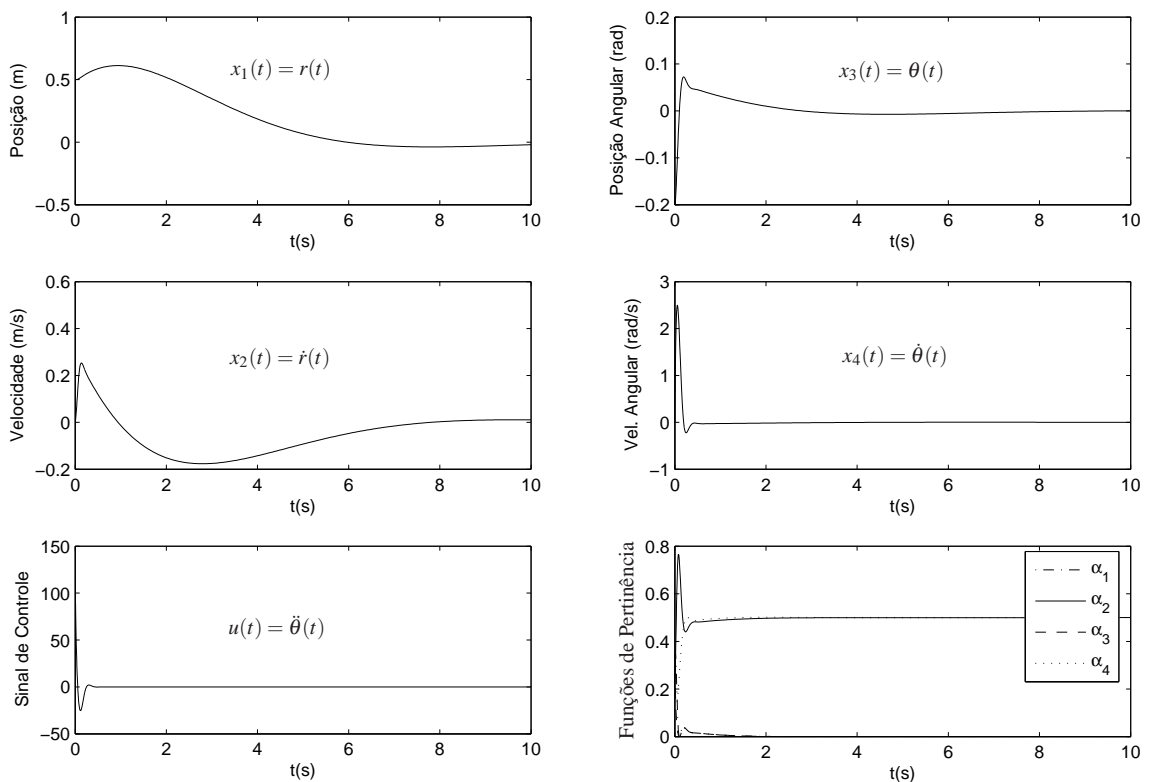 1
0.5
0
−0.5
0 2 4 6 8 10
t(s)
Posição (m)
x₁(t) = r(t)
0.2
0.1
0
−0.1
−0.2
0 2 4 6 8 10
t(s)
Posição Angular (rad)
x₃(t) = θ(t)
0.6
0.4
0.2
0
−0.2
0 2 4 6 8 10
t(s)
Velocidade (m/s)
x₂(t) = ṙ(t)
3
2
1
0
−1
0 2 4 6 8 10
t(s)
Vel. Angular (rad/s)
x₄(t) = θ̇(t)
150
100
50
0
−50
0 2 4 6 8 10
t(s)
Sinal de Controle
u(t) = θ̈(t)
0.8
0.6
0.4
0.2
0
0 2 4 6 8 10
t(s)
Funções de Pertinência
α₁
α₂
α₃
α₄